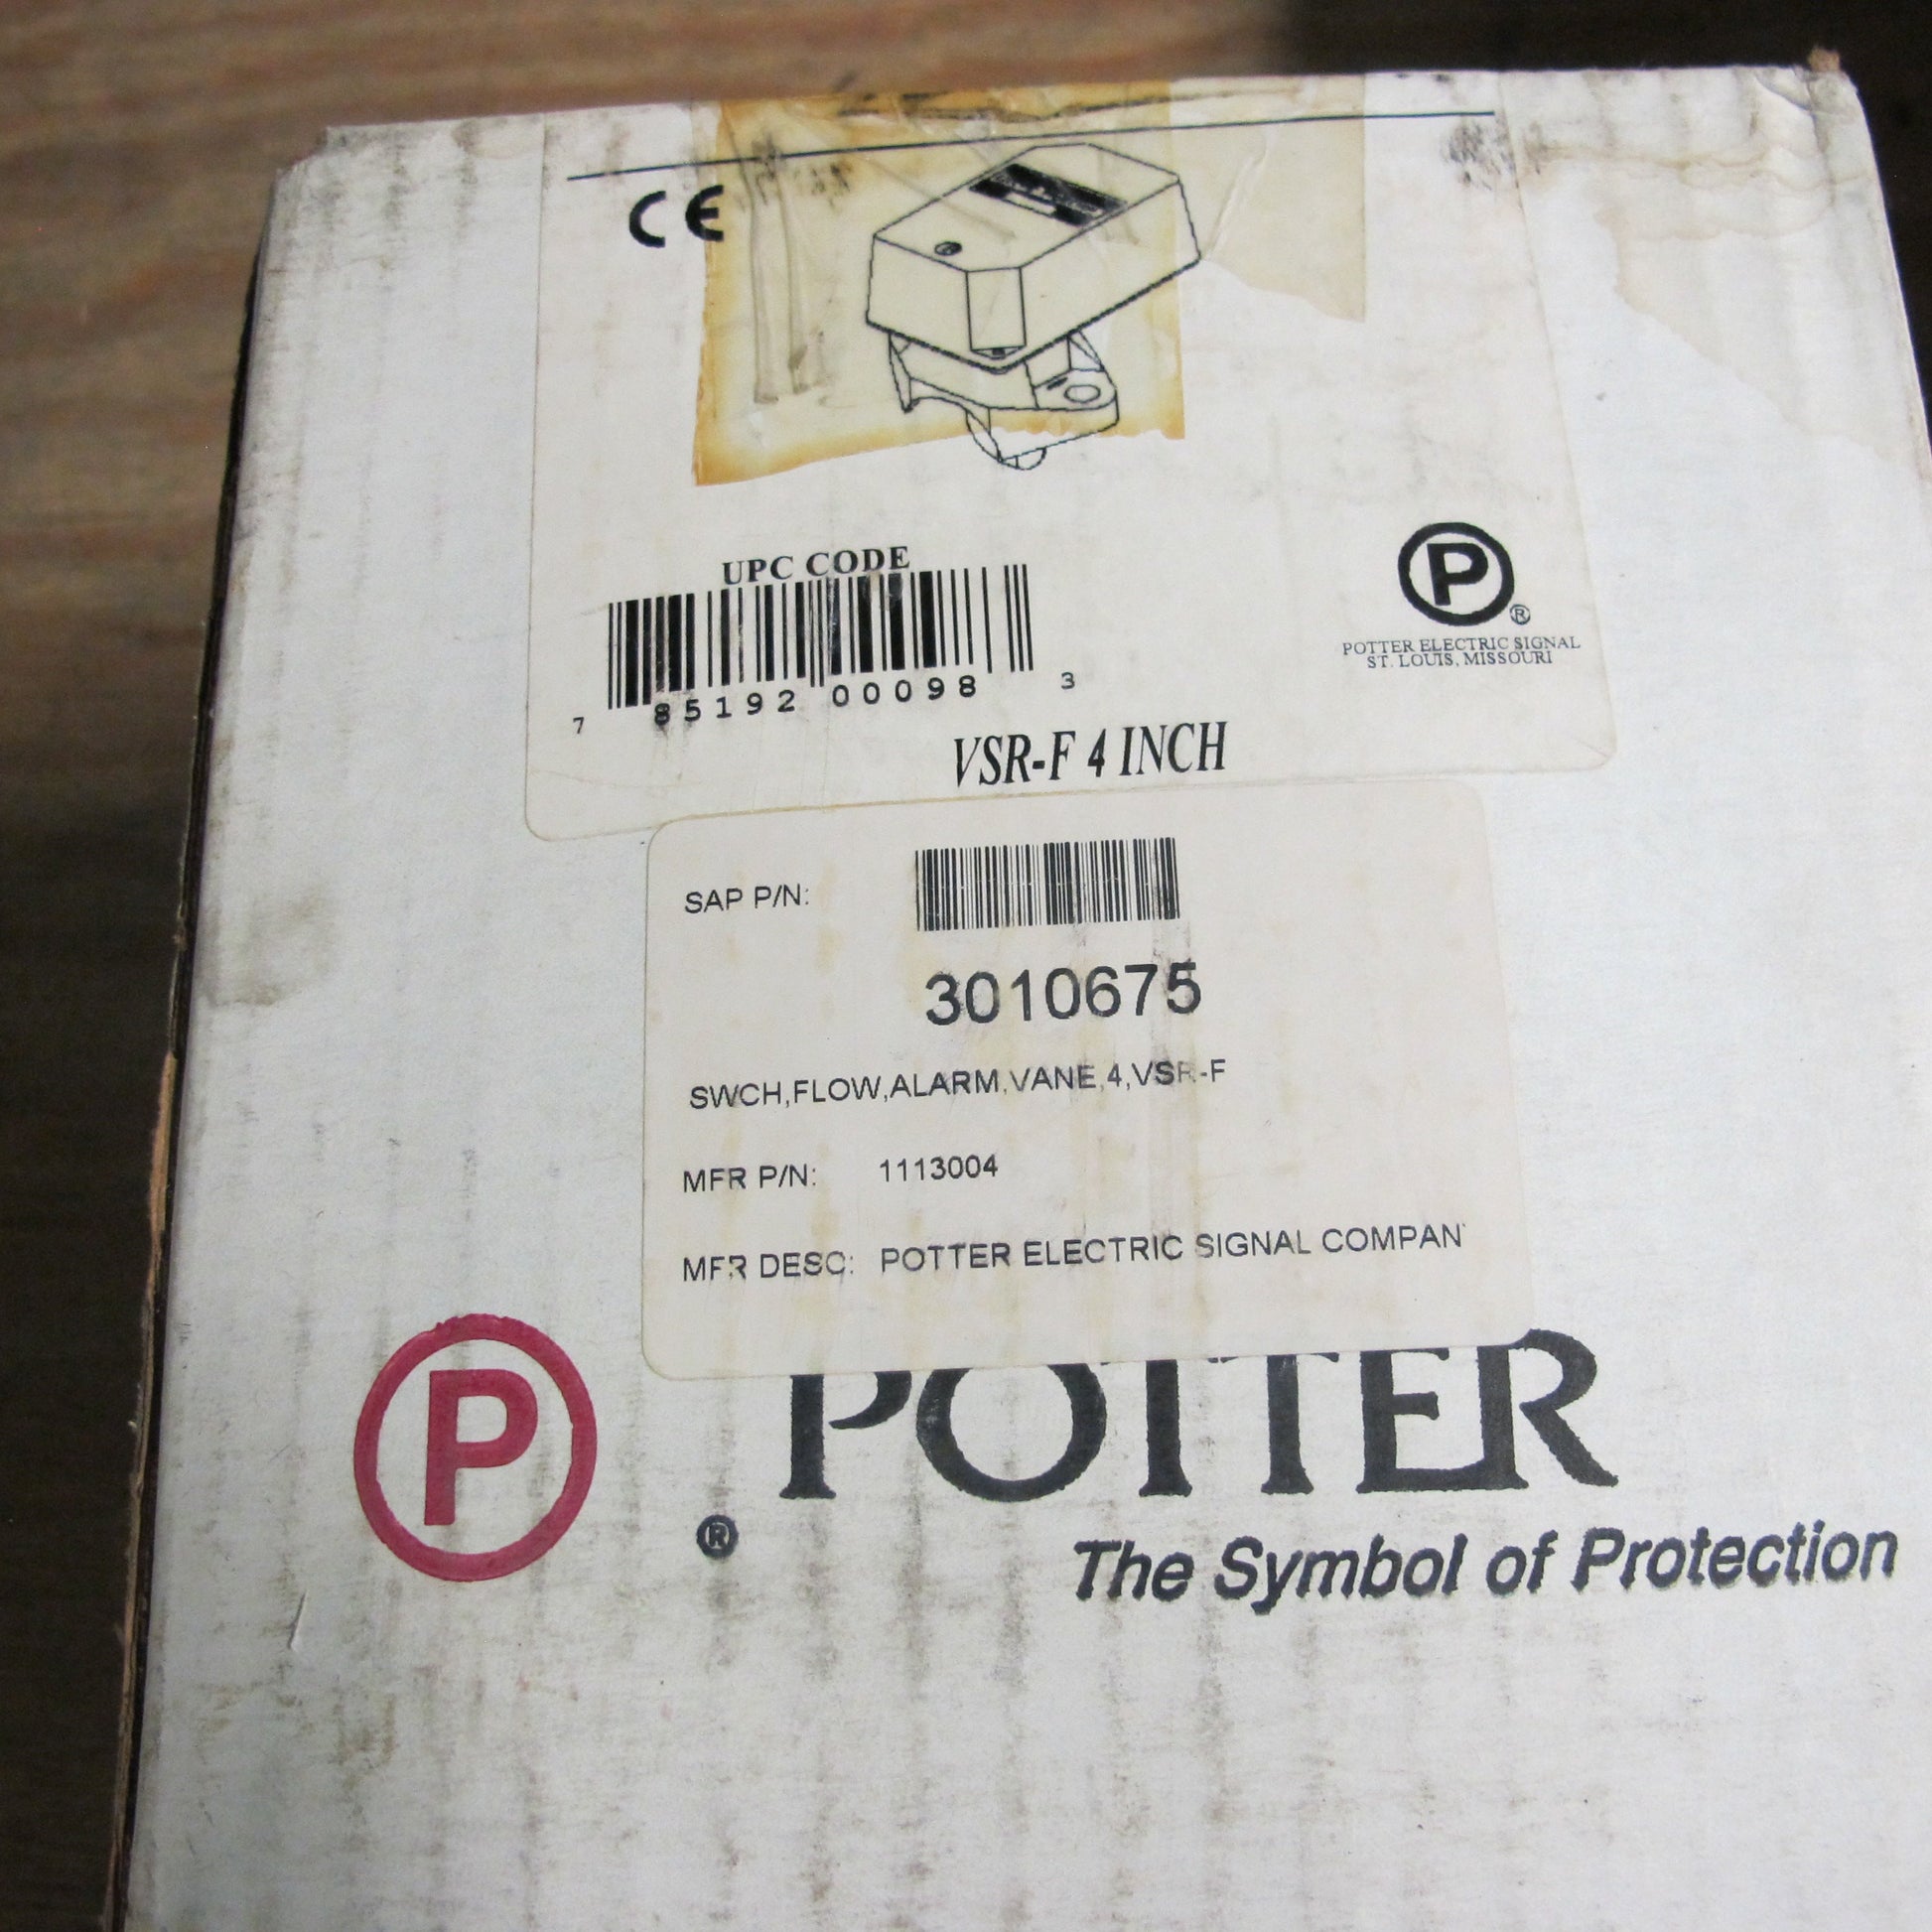 CE
UPC CODE
7 85192 00098 3
P
®
POTTER ELECTRIC SIGNAL
ST. LOUIS, MISSOURI
VSR-F 4 INCH
SAP P/N:
3010675
SWCH,FLOW,ALARM,VANE,4,VSR-F
MFR P/N: 1113004
MFR DESC: POTTER ELECTRIC SIGNAL COMPAN
P
® POTTER
The Symbol of Protection